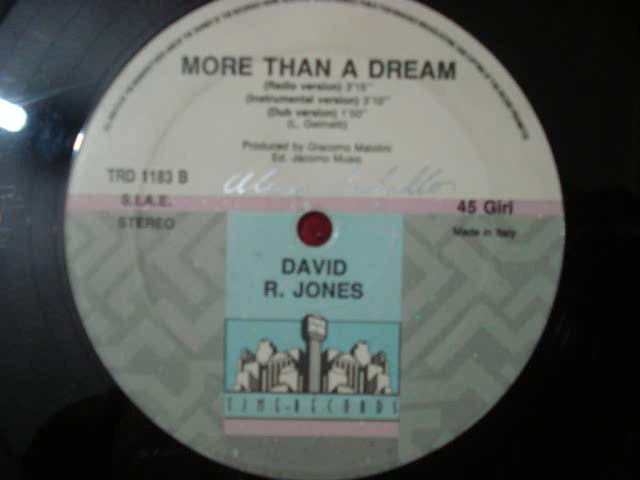 MORE THAN A DREAM
(Radio version) 3'15"
(Instrumental version) 3'10"
(Dub version) 1'50"
Produced by Giacomo Maiolini
Ed. Jacomo Music
TRD 1183 B
S.I.A.E.
45 Giri
STEREO
Made in Italy
DAVID
R. JONES
TIME RECORDS